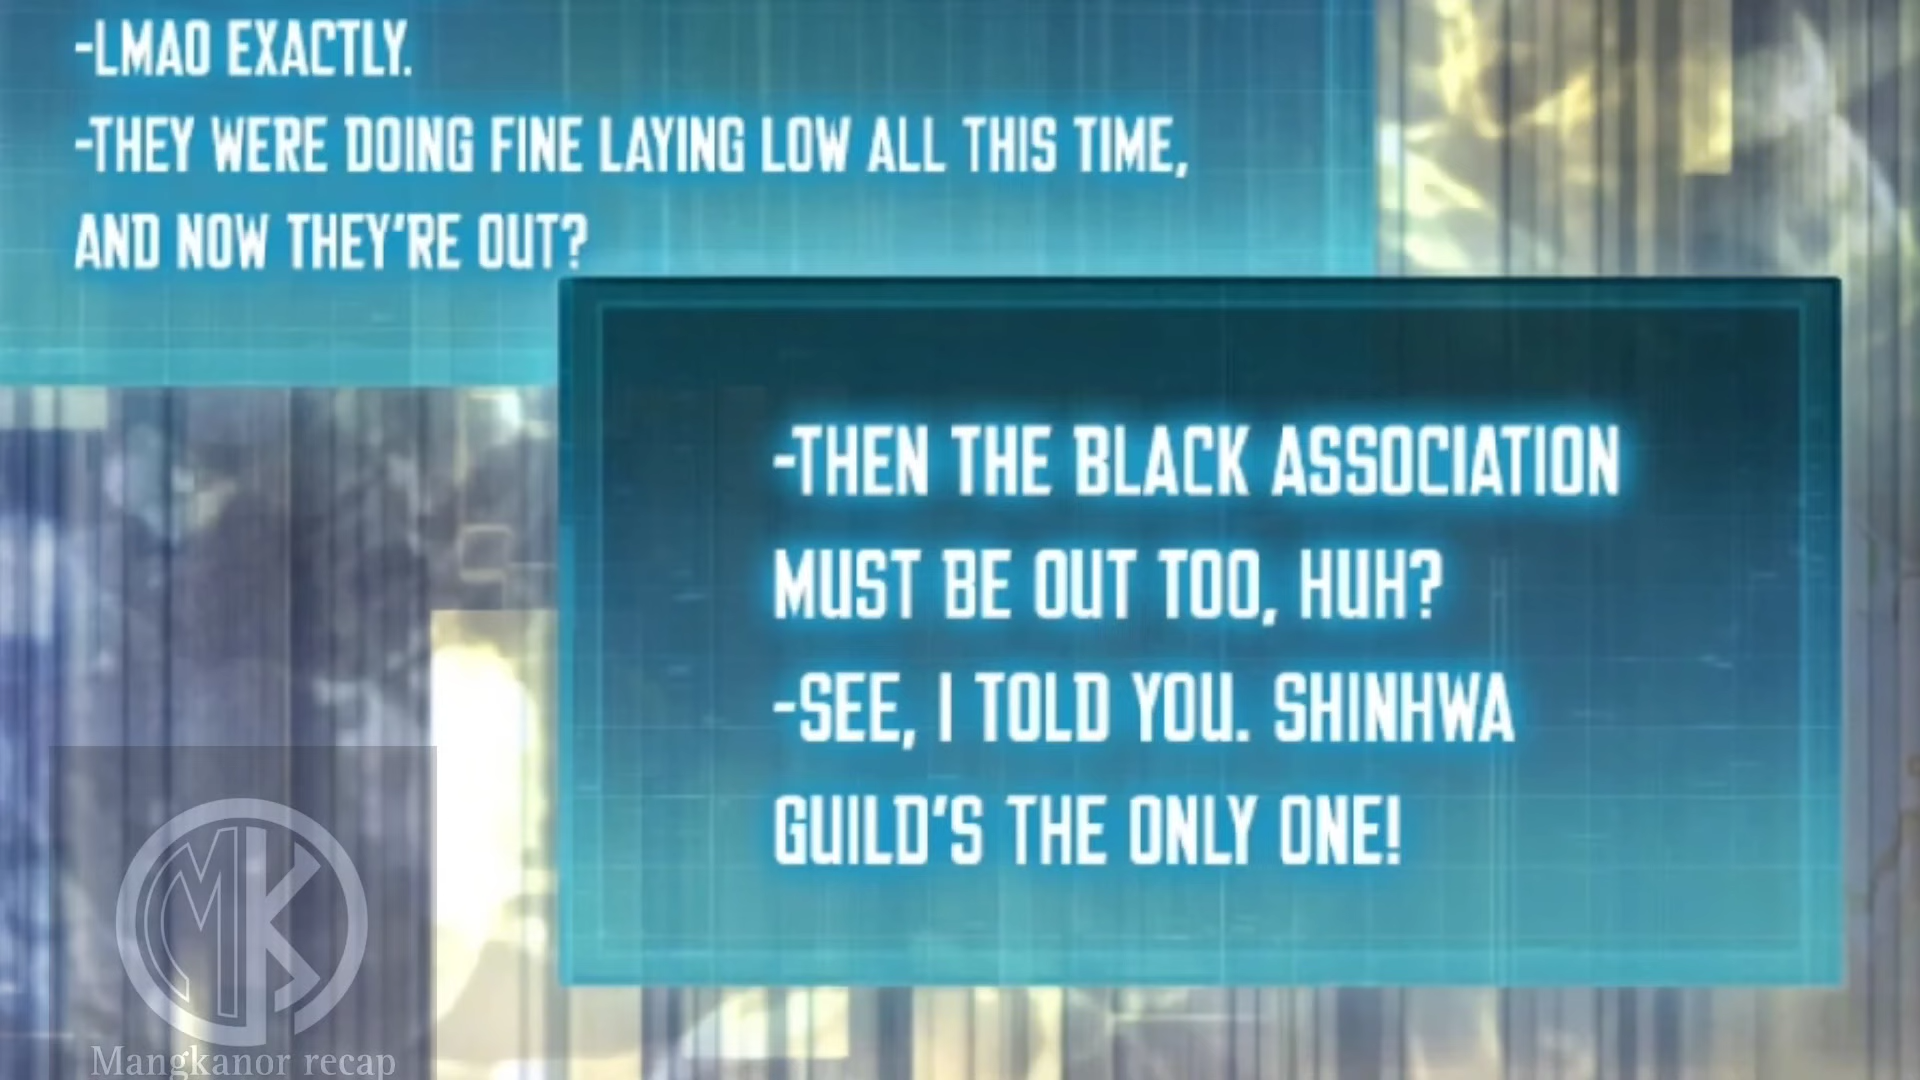 -LMAO EXACTLY.
-THEY WERE DOING FINE LAYING LOW ALL THIS TIME,
AND NOW THEY'RE OUT?
-THEN THE BLACK ASSOCIATION
MUST BE OUT TOO, HUH?
-SEE, I TOLD YOU. SHINHWA
GUILD'S THE ONLY ONE!
MK
Mangkanor recap